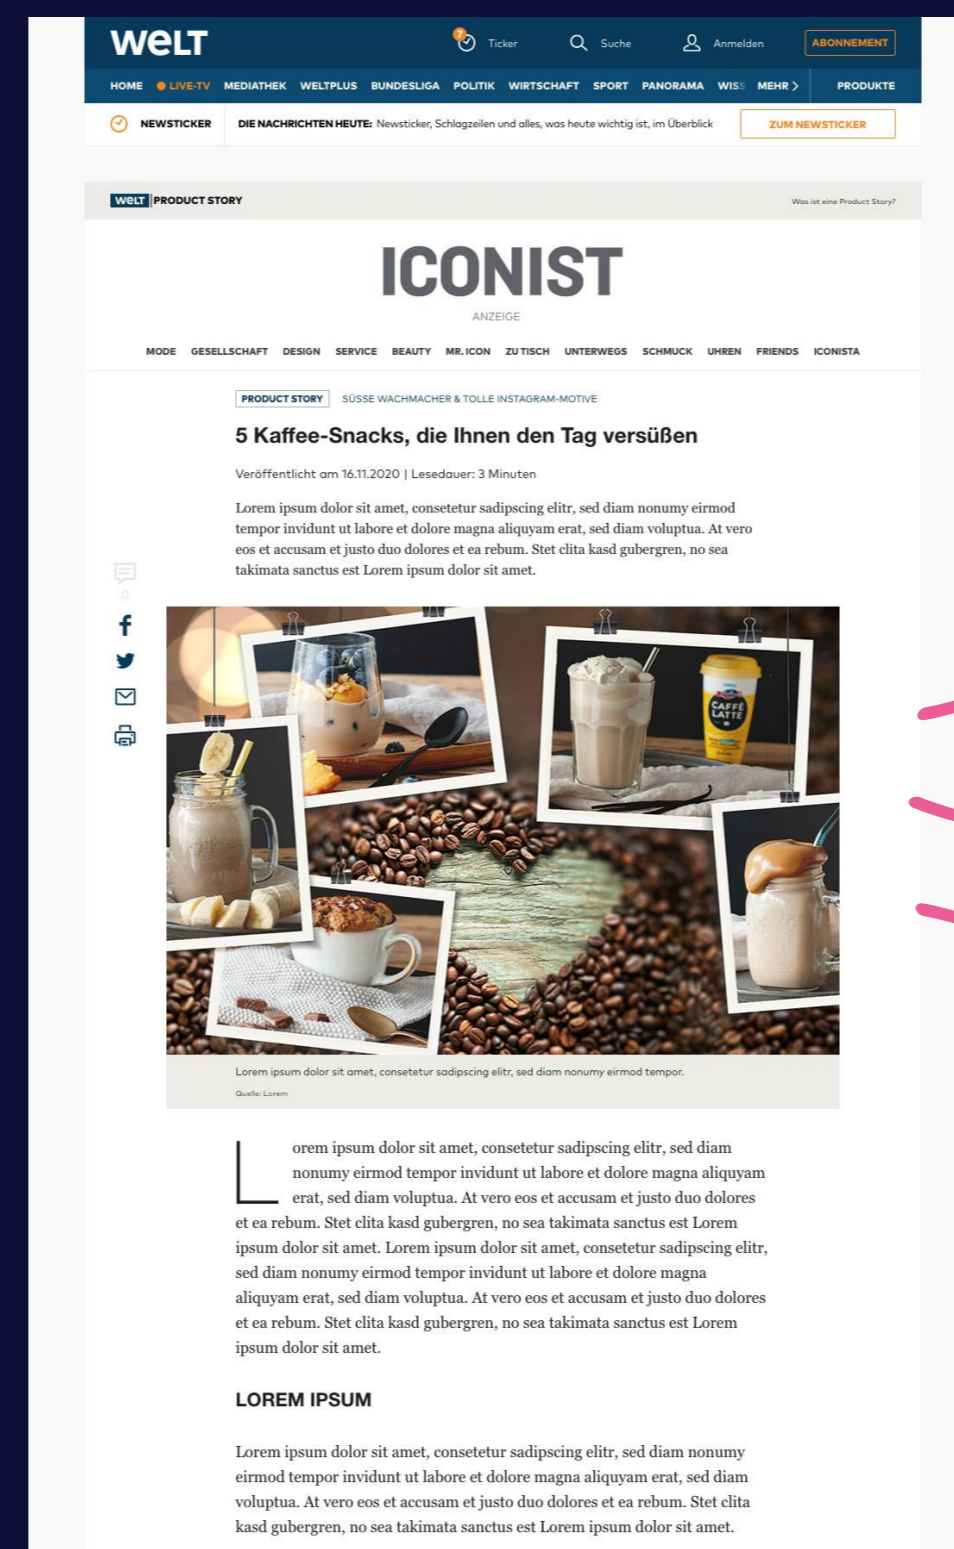 WELT
7
Ticker
Suche
Anmelden
ABONNEMENT
HOME LIVE-TV MEDIATHEK WELTPLUS BUNDESLIGA POLITIK WIRTSCHAFT SPORT PANORAMA WISS MEHR > PRODUKTE
NEWSTICKER DIE NACHRICHTEN HEUTE: Newsticker, Schlagzeilen und alles, was heute wichtig ist, im Überblick ZUM NEWSTICKER
WELT PRODUCT STORY Was ist eine Product Story?
ICONIST
ANZEIGE
MODE GESELLSCHAFT DESIGN SERVICE BEAUTY MR. ICON ZU TISCH UNTERWEGS SCHMUCK UHREN FRIENDS ICONISTA
PRODUCT STORY SÜSSE WACHMACHER & TOLLE INSTAGRAM-MOTIVE
5 Kaffee-Snacks, die Ihnen den Tag versüßen
Veröffentlicht am 16.11.2020 | Lesedauer: 3 Minuten
Lorem ipsum dolor sit amet, consetetur sadipscing elitr, sed diam nonumy eirmod
tempor invidunt ut labore et dolore magna aliquyam erat, sed diam voluptua. At vero
eos et accusam et justo duo dolores et ea rebum. Stet clita kasd gubergren, no sea
takimata sanctus est Lorem ipsum dolor sit amet.
0
CAFFÈ
LATTE
Lorem ipsum dolor sit amet, consetetur sadipscing elitr, sed diam nonumy eirmod tempor.
Quelle: Lorem
Lorem ipsum dolor sit amet, consetetur sadipscing elitr, sed diam
nonumy eirmod tempor invidunt ut labore et dolore magna aliquyam
erat, sed diam voluptua. At vero eos et accusam et justo duo dolores
et ea rebum. Stet clita kasd gubergren, no sea takimata sanctus est Lorem
ipsum dolor sit amet. Lorem ipsum dolor sit amet, consetetur sadipscing elitr,
sed diam nonumy eirmod tempor invidunt ut labore et dolore magna
aliquyam erat, sed diam voluptua. At vero eos et accusam et justo duo dolores
et ea rebum. Stet clita kasd gubergren, no sea takimata sanctus est Lorem
ipsum dolor sit amet.
LOREM IPSUM
Lorem ipsum dolor sit amet, consetetur sadipscing elitr, sed diam nonumy
eirmod tempor invidunt ut labore et dolore magna aliquyam erat, sed diam
voluptua. At vero eos et accusam et justo duo dolores et ea rebum. Stet clita
kasd gubergren, no sea takimata sanctus est Lorem ipsum dolor sit amet.